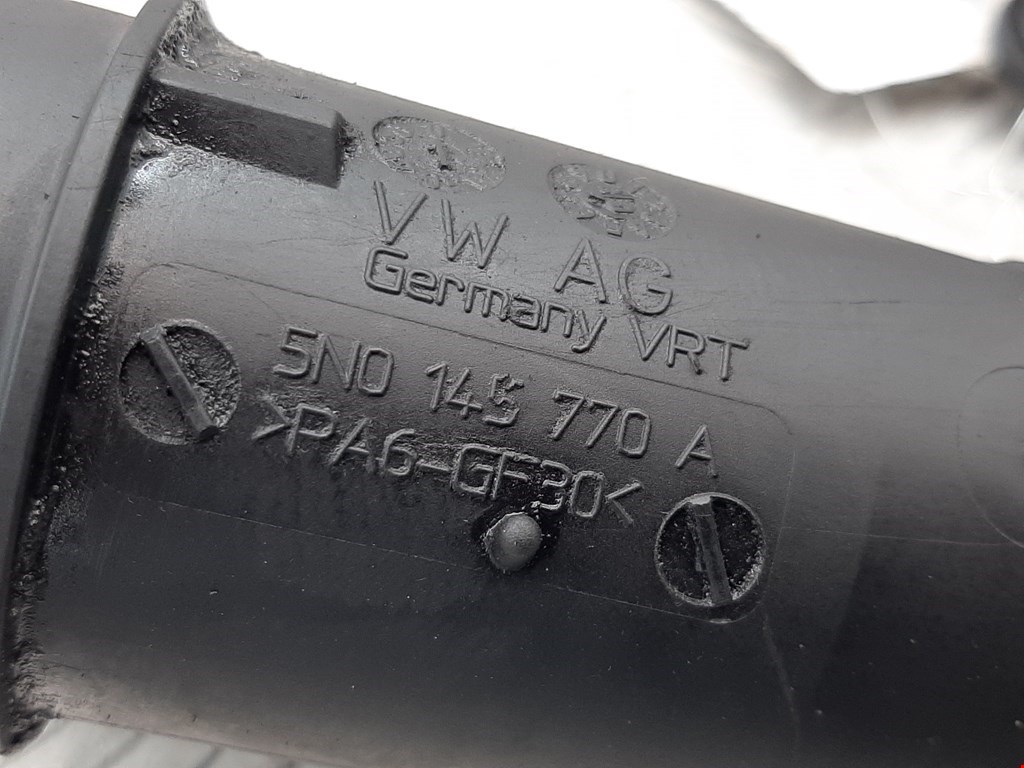 VW AG
Germany VRT
5N0 145 770 A
>PA6-GF30<